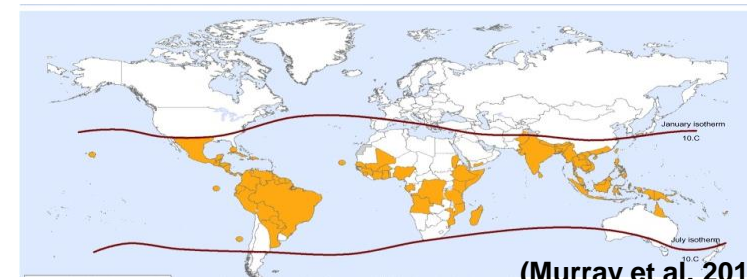 January isotherm
10.C
July isotherm
10.C
(Murray et al. 201